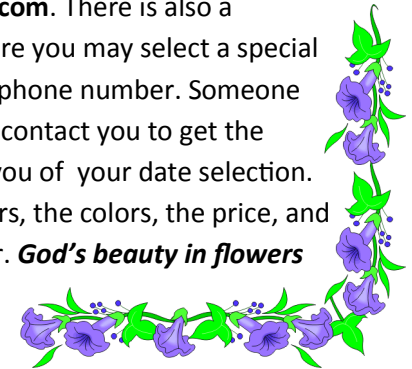 com. There is also a
re you may select a special
phone number. Someone
contact you to get the
you of your date selection.
rs, the colors, the price, and
r. God's beauty in flowers